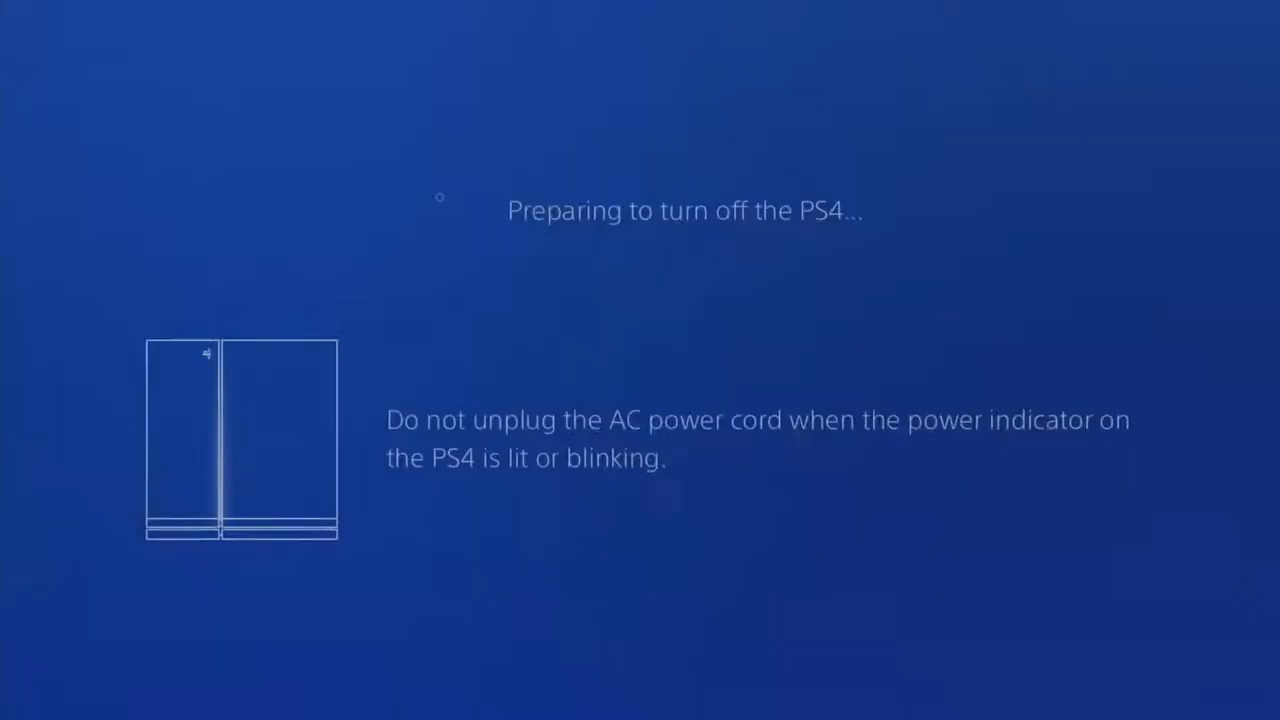 Preparing to turn off the PS4...
Do not unplug the AC power cord when the power indicator on
the PS4 is lit or blinking.